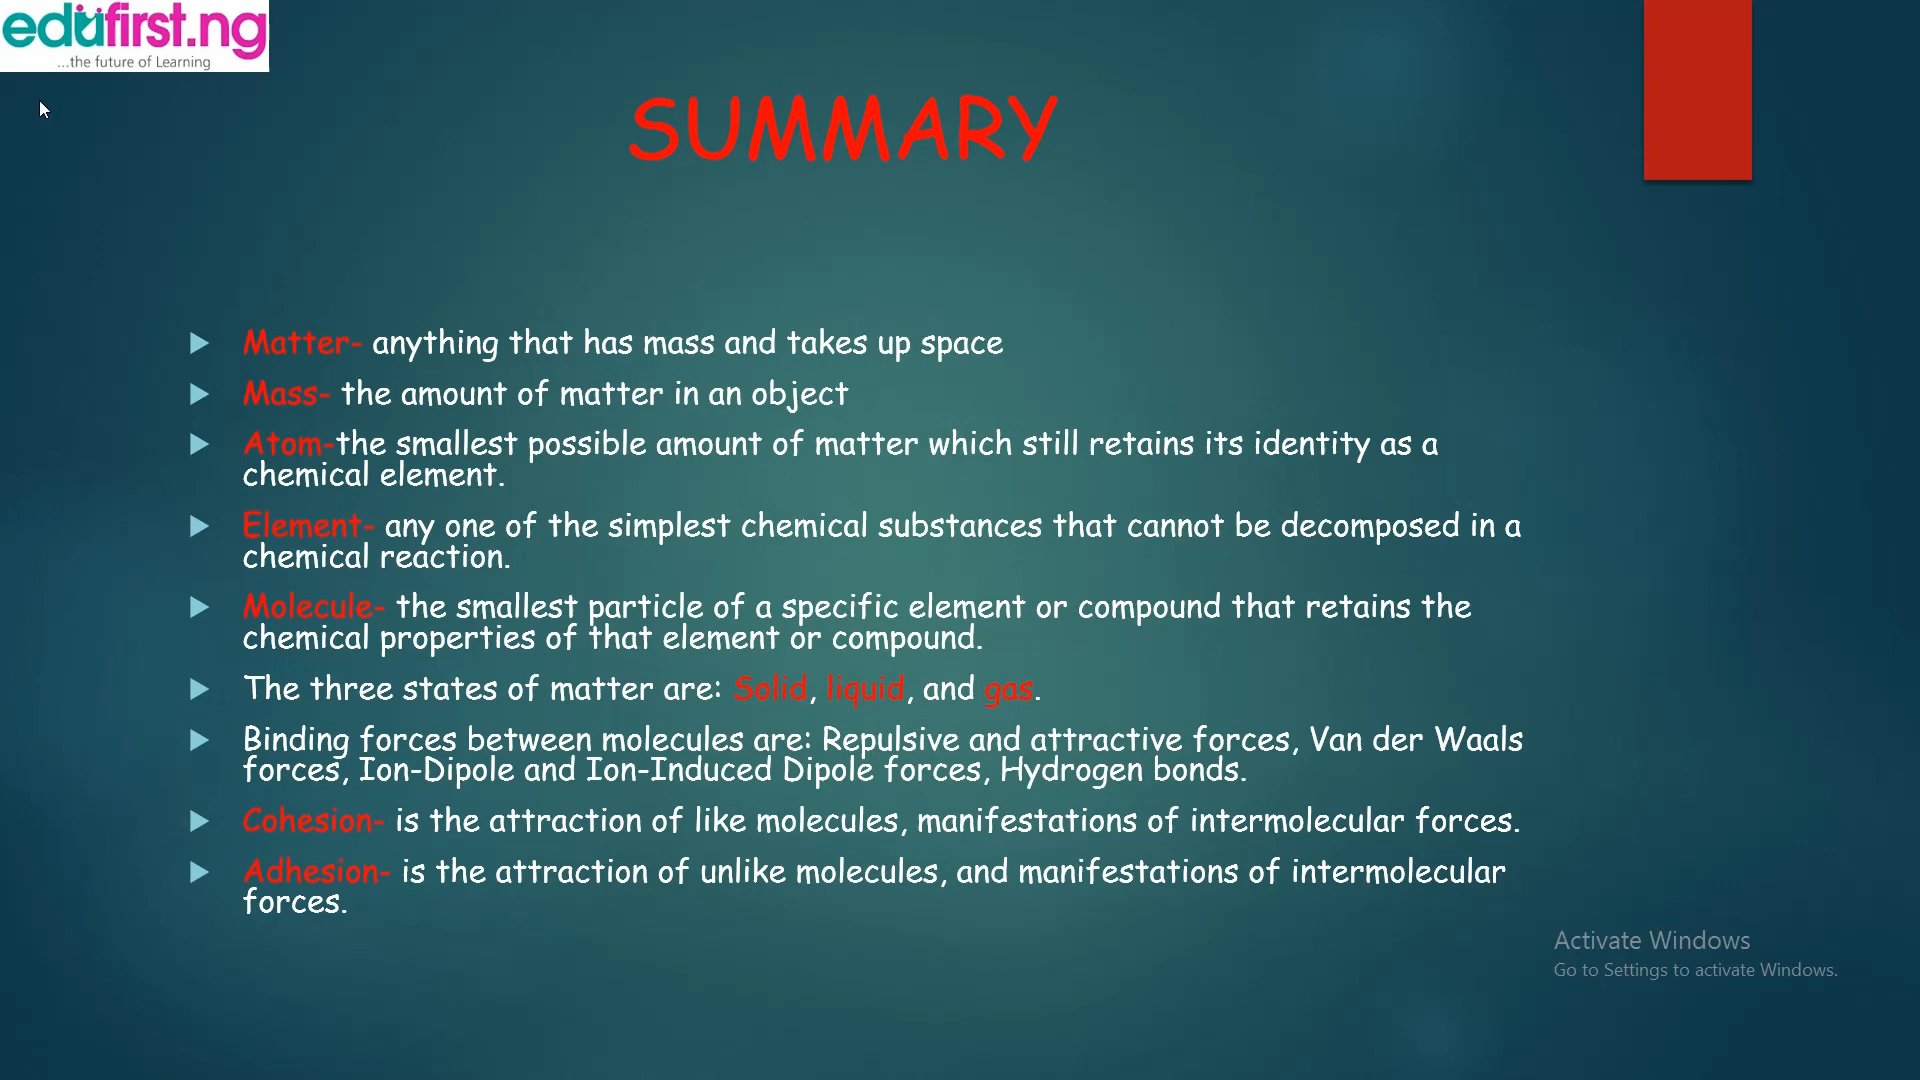 edufirst.ng
...the future of Learning
SUMMARY
Matter- anything that has mass and takes up space
Mass- the amount of matter in an object
Atom-the smallest possible amount of matter which still retains its identity as a
chemical element.
Element- any one of the simplest chemical substances that cannot be decomposed in a
chemical reaction.
Molecule- the smallest particle of a specific element or compound that retains the
chemical properties of that element or compound.
The three states of matter are: Solid, liquid, and gas.
Binding forces between molecules are: Repulsive and attractive forces, Van der Waals
forces, Ion-Dipole and Ion-Induced Dipole forces, Hydrogen bonds.
Cohesion- is the attraction of like molecules, manifestations of intermolecular forces.
Adhesion- is the attraction of unlike molecules, and manifestations of intermolecular
forces.
Activate Windows
Go to Settings to activate Windows.